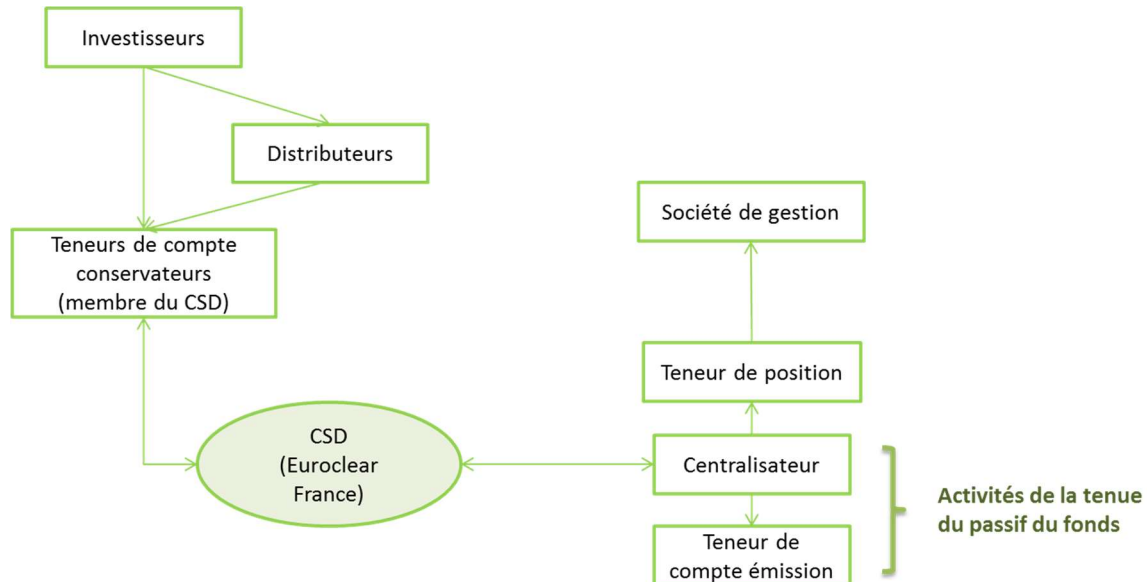 Investisseurs
Distributeurs
Teneurs de compte
conservateurs
(membre du CSD)
Société de gestion
Teneur de position
CSD
(Euroclear
France)
Centralisateur
Teneur de
compte émission
Activités de la tenue
du passif du fonds